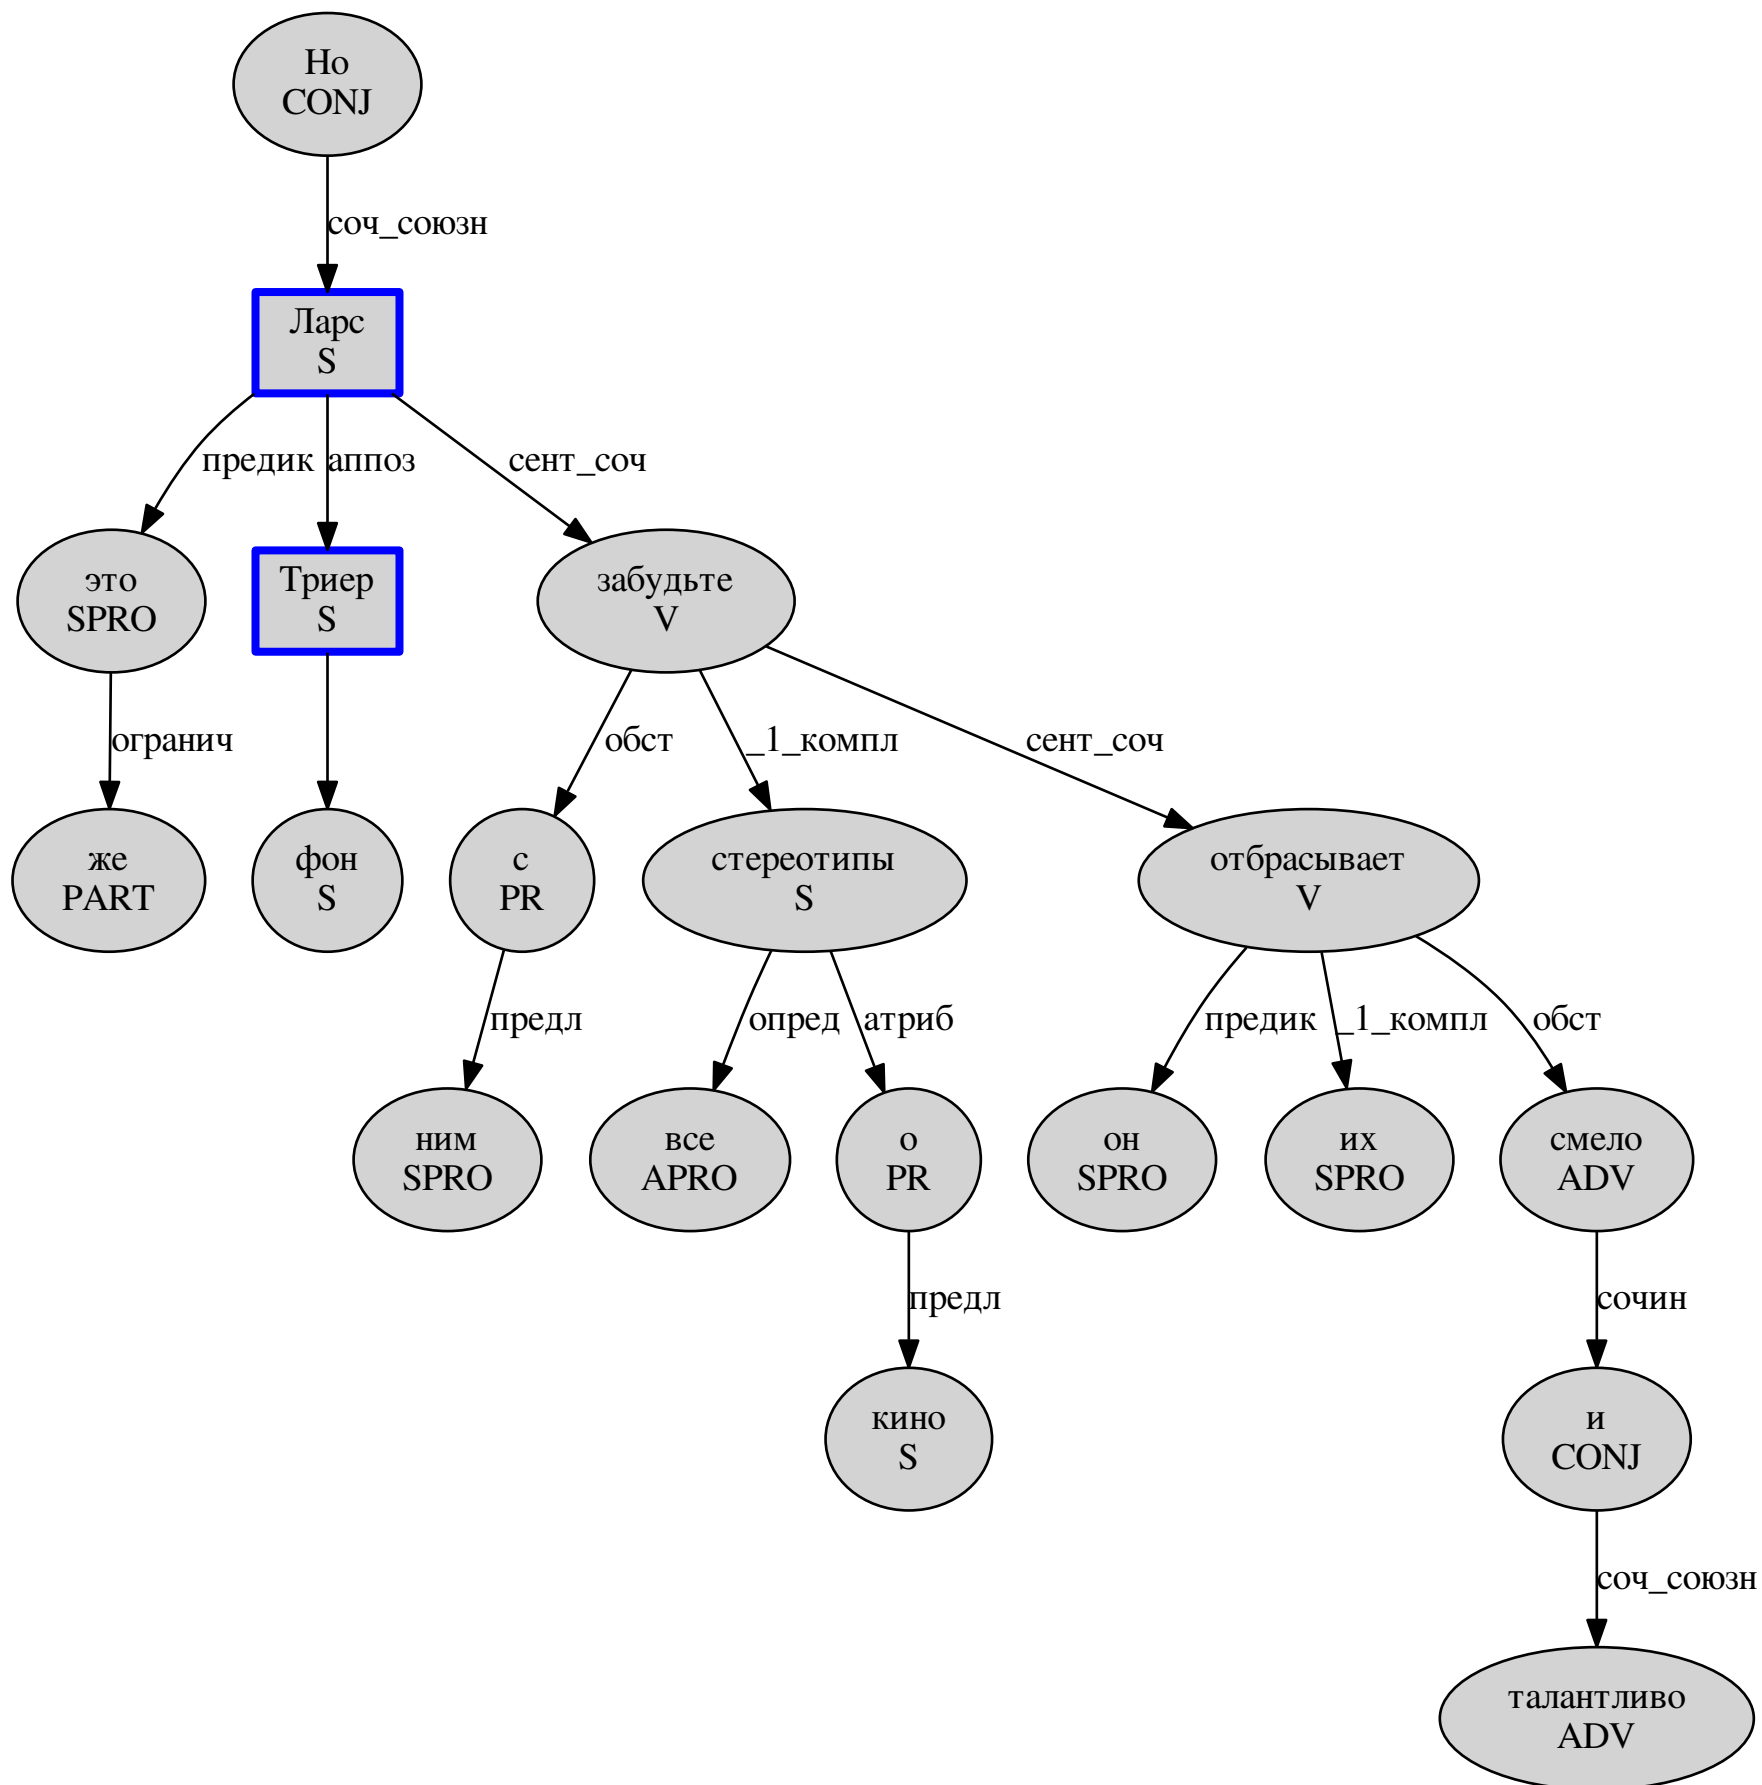 Но
CONJ
соч_союзн
Ларс
S
предик
аппоз
сент_соч
это
SPRO
Триер
S
забудьте
V
огранич
обст
_1_компл
сент_соч
же
PART
фон
S
с
PR
стереотипы
S
отбрасывает
V
предл
опред
атриб
предик
_1_компл
обст
ним
SPRO
все
APRO
о
PR
он
SPRO
их
SPRO
смело
ADV
предл
сочин
кино
S
и
CONJ
соч_союзн
талантливо
ADV